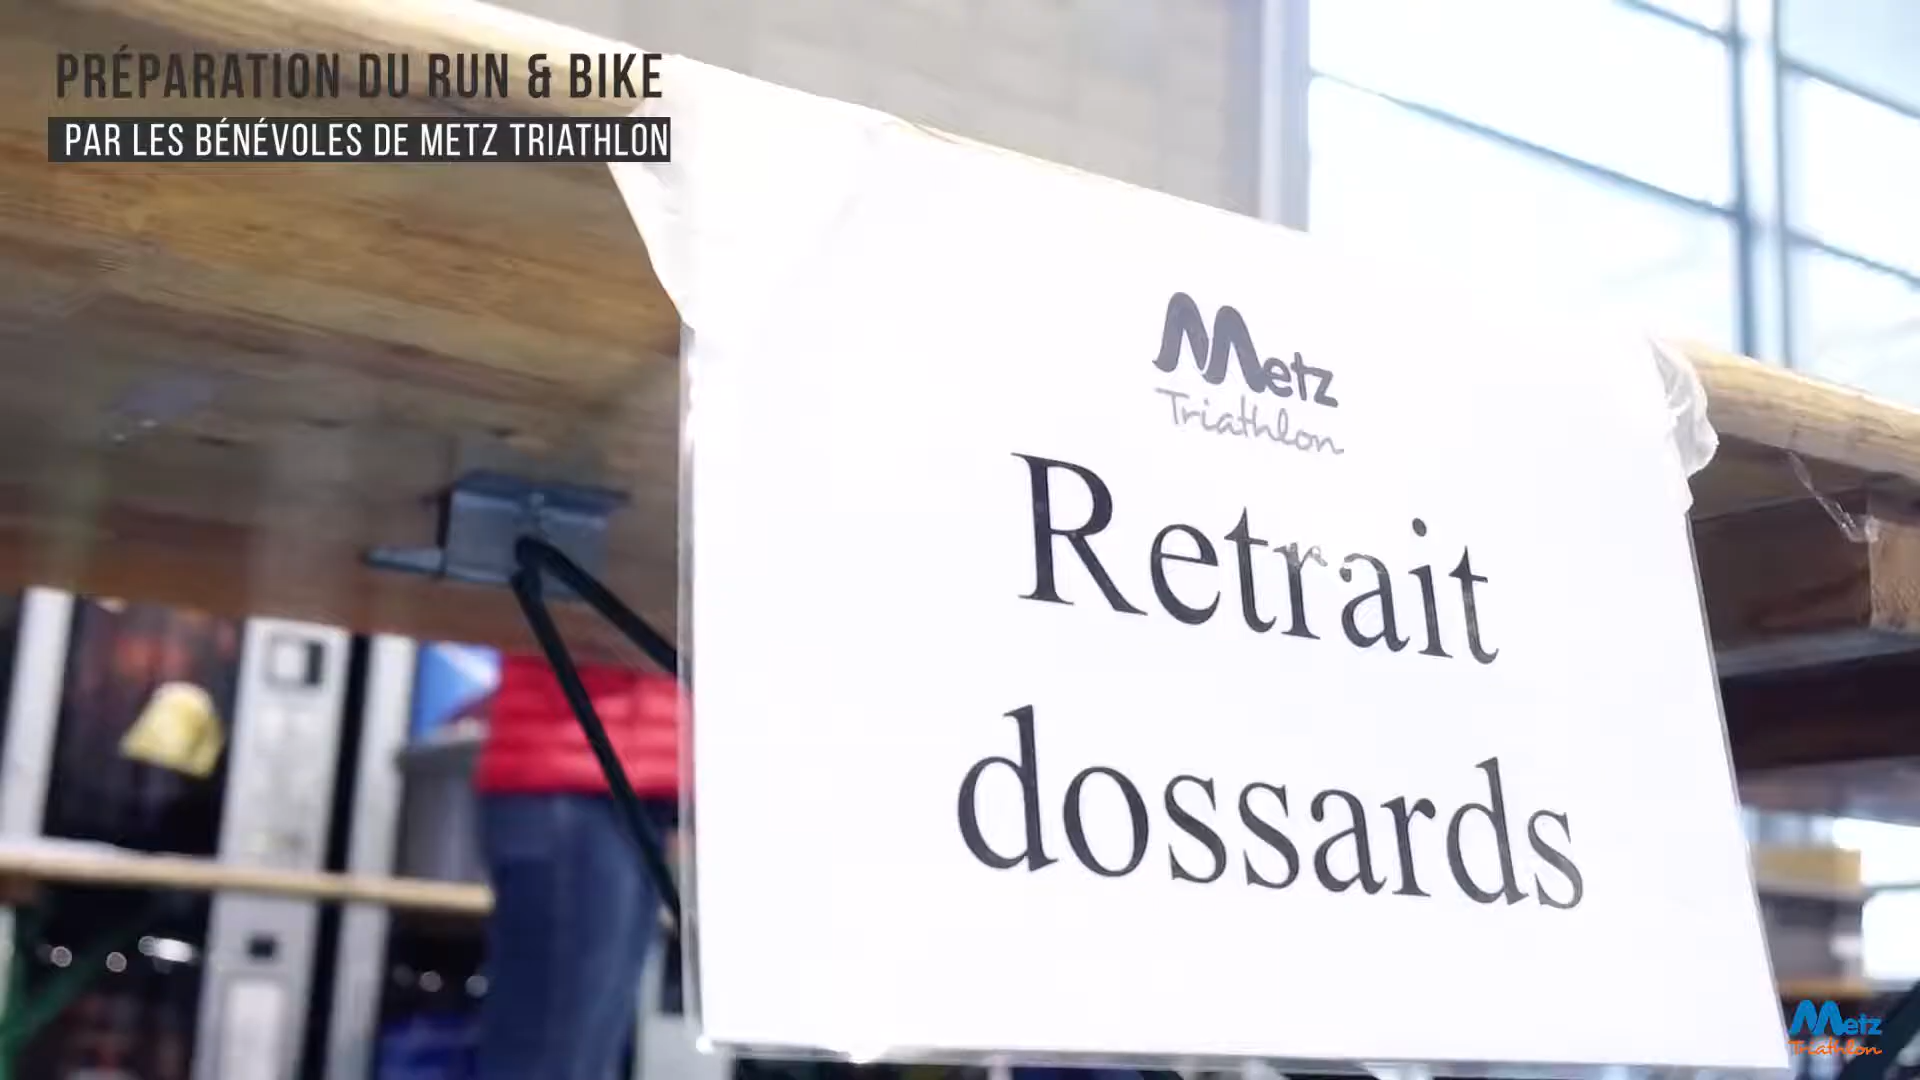 PRÉPARATION DU RUN & BIKE
PAR LES BÉNÉVOLES DE METZ TRIATHLON
Metz
Triathlon
Retrait
dossards
Metz
Triathlon